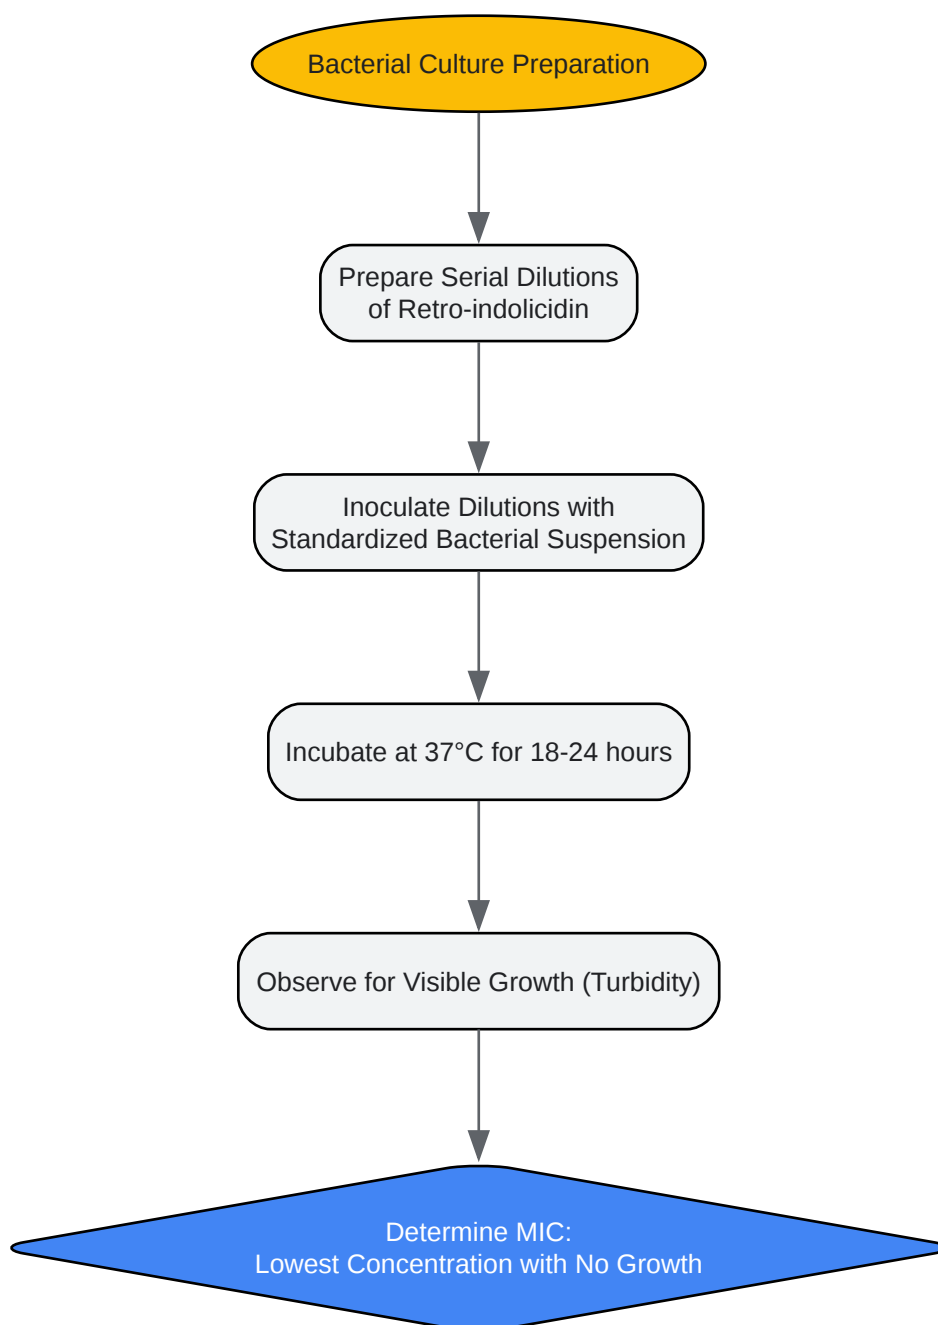 Bacterial Culture Preparation
Prepare Serial Dilutions
of Retro-indolicidin
Inoculate Dilutions with
Standardized Bacterial Suspension
Incubate at 37°C for 18-24 hours
Observe for Visible Growth (Turbidity)
Determine MIC:
Lowest Concentration with No Growth